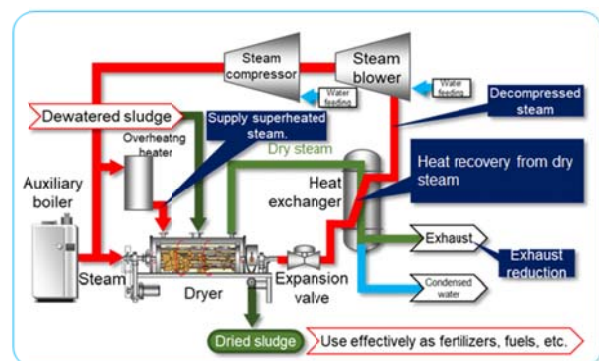 Steam
compressor
Steam
blower
Water
feeding
Water
feeding
Decompressed
steam
Dewatered sludge
Supply superheated
steam.
Overheating
heater
Dry steam
Heat recovery from dry
steam
Heat
exchanger
Auxiliary
boiler
Exhaust
Exhaust
reduction
Steam
Dryer
Expansion
valve
Condensed
water
Dried sludge
Use effectively as fertilizers, fuels, etc.